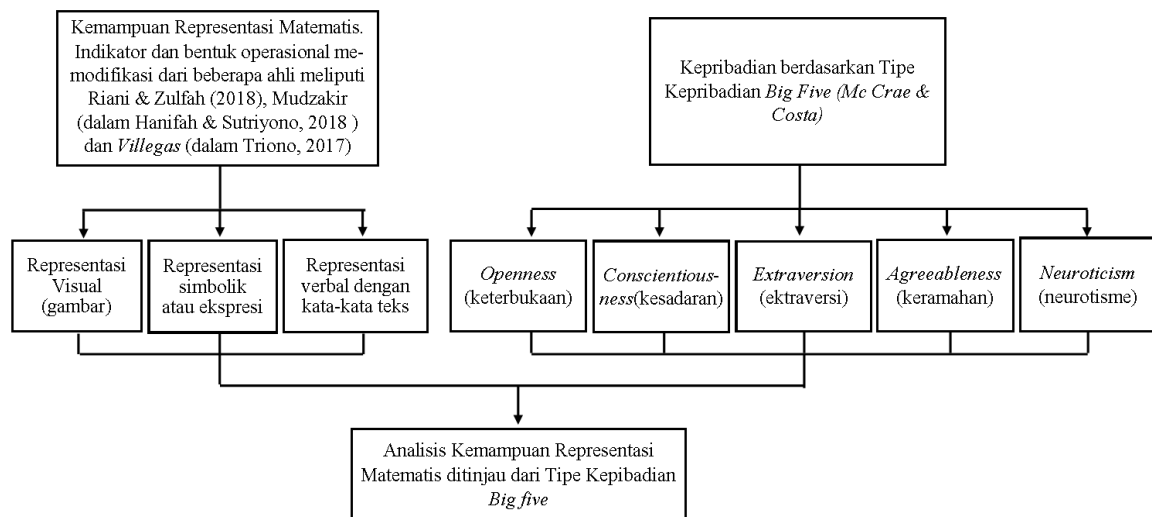 Kemampuan Representasi Matematis.
Indikator dan bentuk operasional me-
modifikasi dari beberapa ahli meliputi
Riani & Zulfah (2018), Mudzakir
(dalam Hanifah & Sutriyono, 2018 )
dan Villegas (dalam Triono, 2017)
Kepribadian berdasarkan Tipe
Kepribadian Big Five (Mc Crae &
Costa)
Representasi
Visual
(gambar)
Representasi
simbolik
atau ekspresi
Representasi
verbal dengan
kata-kata teks
Openness
(keterbukaan)
Conscientious-
ness(kesadaran)
Extraversion
(ektraversi)
Agreeableness
(keramahan)
Neuroticism
(neurotisme)
Analisis Kemampuan Representasi
Matematis ditinjau dari Tipe Kepibadian
Big five